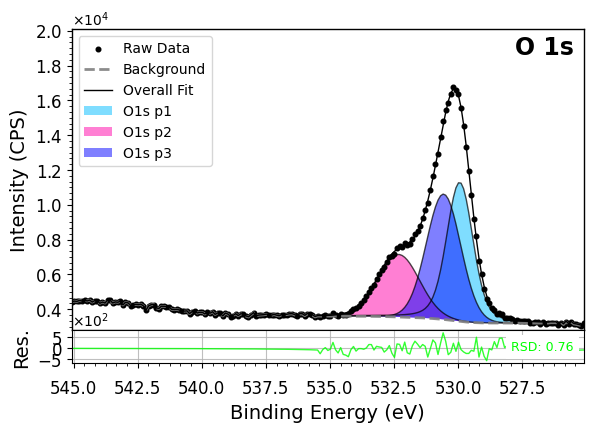 ×10⁴
O 1s
Raw Data
Background
Overall Fit
O1s p1
O1s p2
O1s p3
Intensity (CPS)
2.0
1.8
1.6
1.4
1.2
1.0
0.8
0.6
0.4
×10²
Res.
5
0
−5
RSD: 0.76
545.0 542.5 540.0 537.5 535.0 532.5 530.0 527.5
Binding Energy (eV)